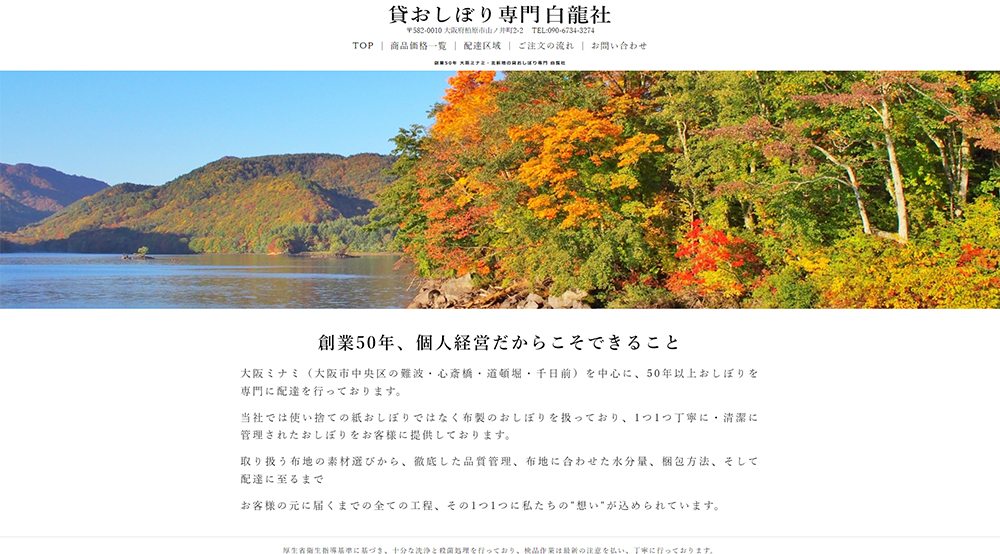 貸おしぼり専門 白龍社
〒582-0010 大阪府柏原市山ノ井町2-2 TEL:090-6734-3274
TOP | 商品価格一覧 | 配達区域 | ご注文の流れ | お問い合わせ
創業50年 大阪ミナミ・北新地の貸おしぼり専門 白龍社
創業50年、個人経営だからこそできること
大阪ミナミ（大阪市中央区の難波・心斎橋・道頓堀・千日前）を中心に、50年以上おしぼりを
専門に配達を行っております。
当社では使い捨ての紙おしぼりではなく布製のおしぼりを扱っており、1つ1つ丁寧に・清潔に
管理されたおしぼりをお客様に提供しております。
取り扱う布地の素材選びから、徹底した品質管理、布地に合わせた水分量、梱包方法、そして
配達に至るまで
お客様の元に届くまでの全ての工程、その1つ1つに私たちの"想い"が込められています。
厚生省衛生指導基準に基づき、十分な洗浄と殺菌処理を行っており、検品作業は最新の注意を払い、丁寧に行っております。